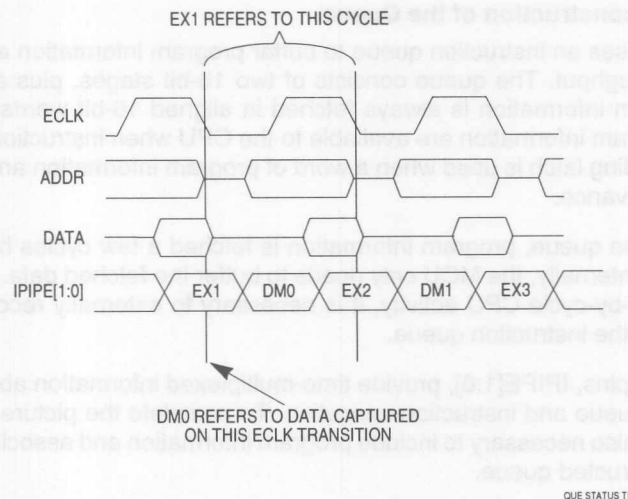 EX1 REFERS TO THIS CYCLE
ECLK
ADDR
DATA
IPIPE[1:0] EX1 DM0 EX2 DM1 EX3
DM0 REFERS TO DATA CAPTURED
ON THIS ECLK TRANSITION
QUE STATUS T